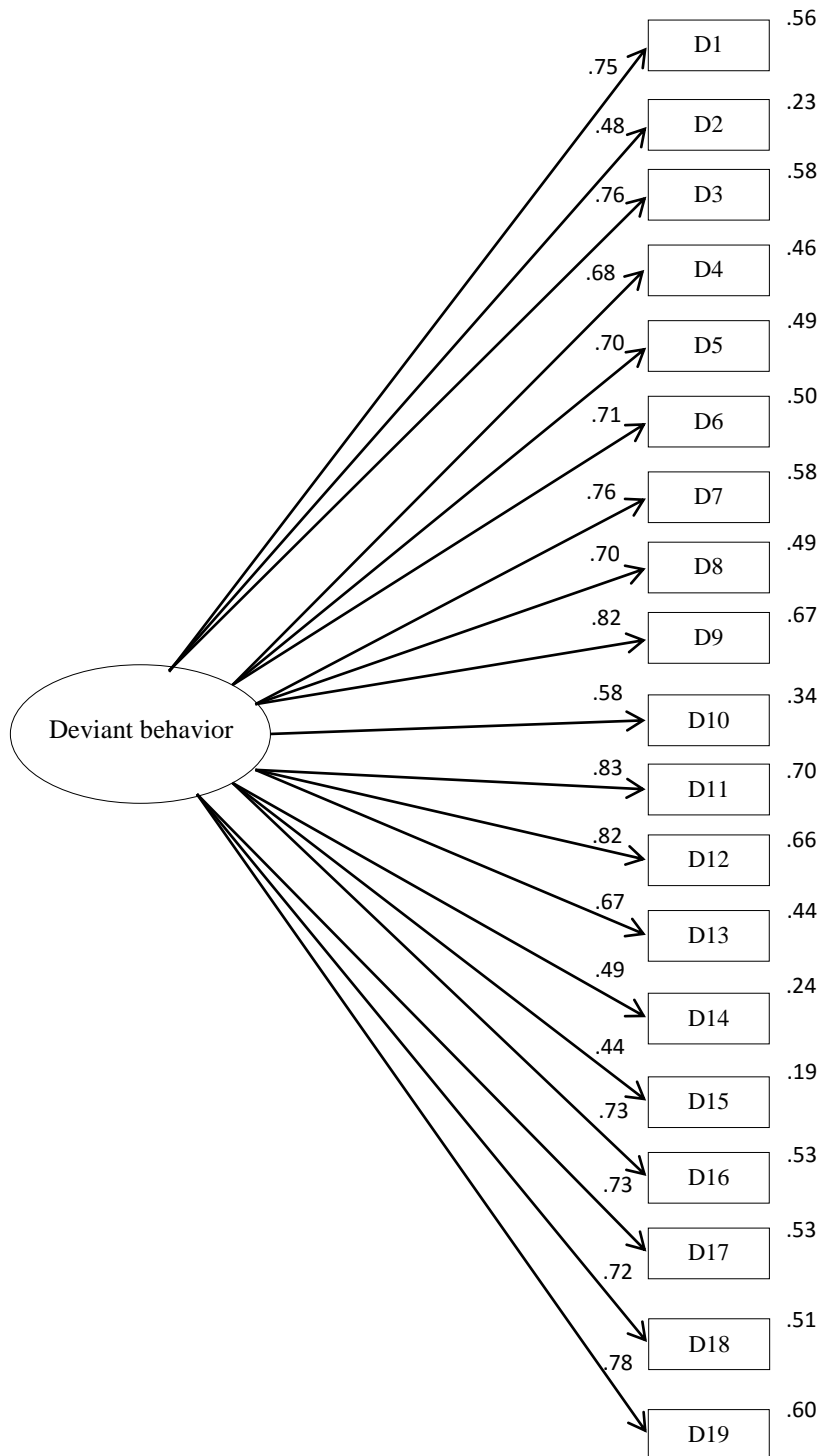 .56
D1
.75
.23
D2
.48
.58
D3
.76
.46
D4
.68
.49
D5
.70
.50
D6
.71
.58
D7
.76
.49
D8
.70
.67
D9
.82
.34
D10
.58
Deviant behavior
.70
D11
.83
.66
D12
.82
.44
D13
.67
.24
D14
.49
.19
D15
.44
.53
D16
.73
.53
D17
.73
.51
D18
.72
.60
D19
.78